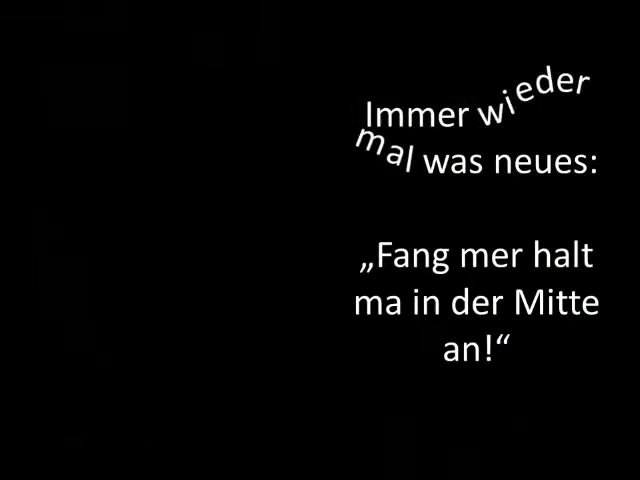 Immer wieder
mal was neues:
„Fang mer halt
ma in der Mitte
an!“